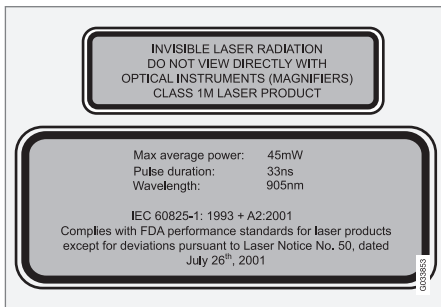 INVISIBLE LASER RADIATION
DO NOT VIEW DIRECTLY WITH
OPTICAL INSTRUMENTS (MAGNIFIERS)
CLASS 1M LASER PRODUCT
Max average power: 45mW
Pulse duration: 33ns
Wavelength: 905nm
IEC 60825-1: 1993 + A2:2001
Complies with FDA performance standards for laser products
except for deviations pursuant to Laser Notice No. 50, dated
July 26th, 2001
G033853